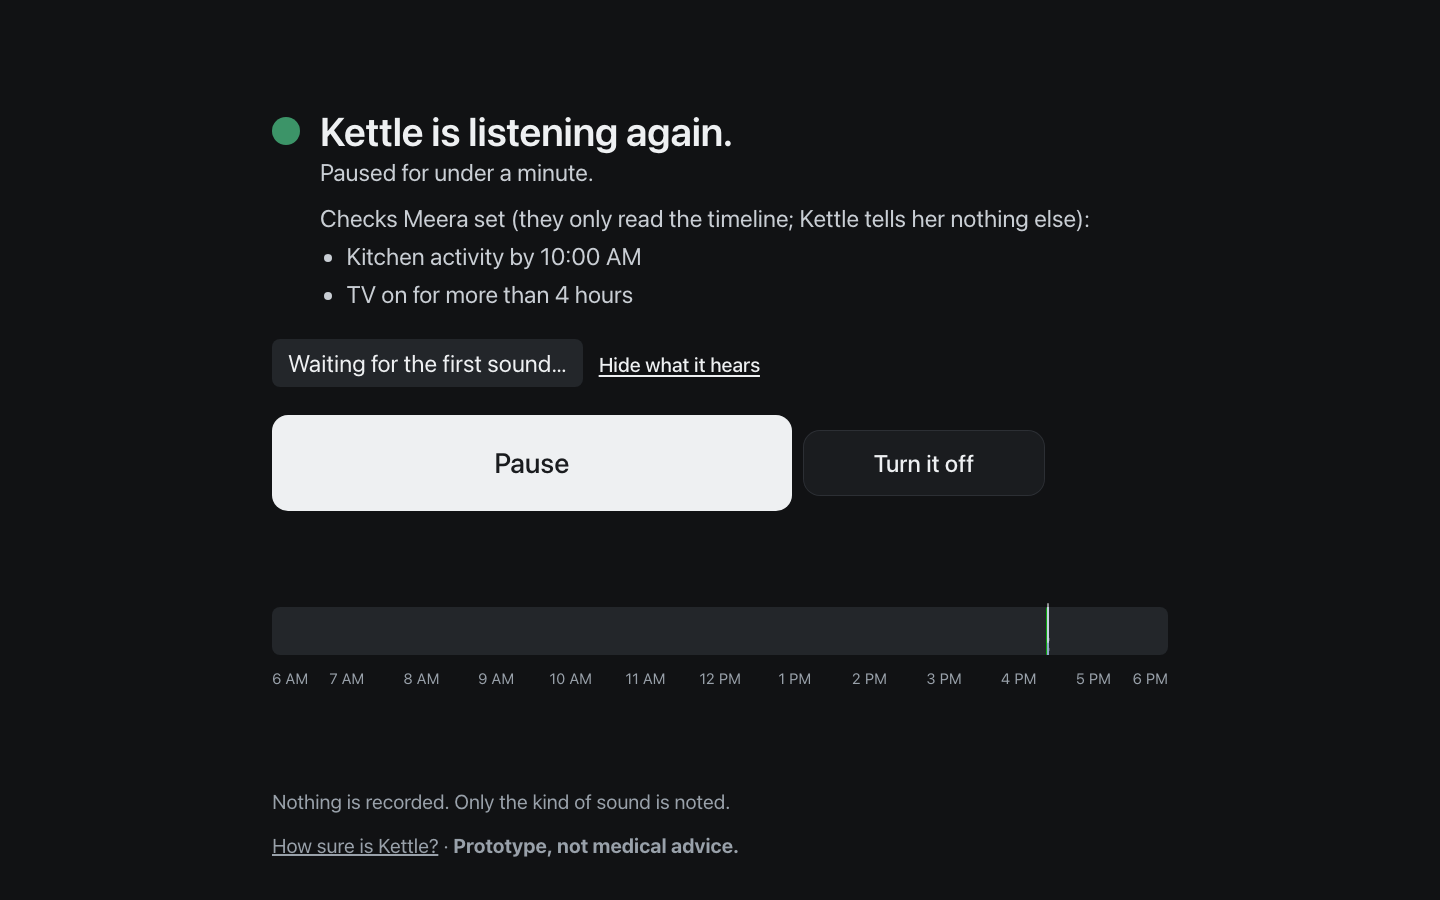 Kettle is listening again.
Paused for under a minute.
Checks Meera set (they only read the timeline; Kettle tells her nothing else):
• Kitchen activity by 10:00 AM
• TV on for more than 4 hours
Waiting for the first sound... Hide what it hears
Pause Turn it off
6 AM 7 AM 8 AM 9 AM 10 AM 11 AM 12 PM 1 PM 2 PM 3 PM 4 PM 5 PM 6 PM
Nothing is recorded. Only the kind of sound is noted.
How sure is Kettle? · Prototype, not medical advice.